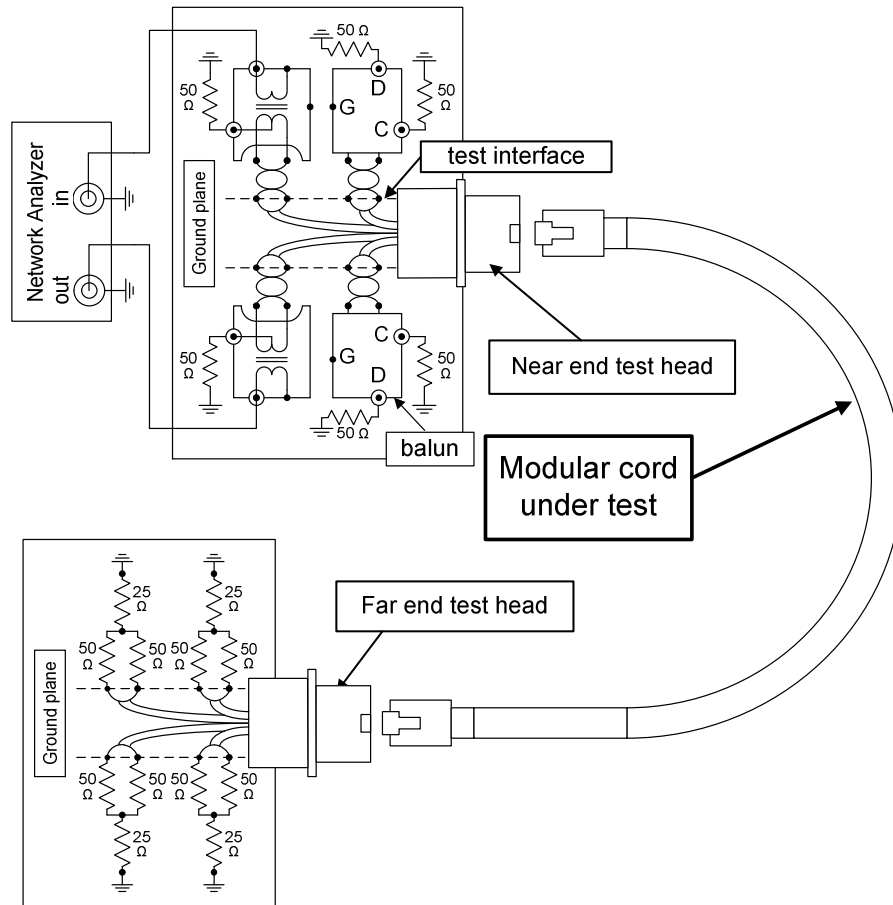 50 Ω
50
Ω
50
Ω
D
G
C
Network Analyzer
in
out
Ground plane
test interface
Near end test head
50
Ω
G
C
D
50
Ω
50 Ω
balun
Modular cord
under test
25
Ω
25
Ω
50
Ω
50
Ω
50
Ω
50
Ω
Far end test head
Ground plane
50
Ω
50
Ω
50
Ω
50
Ω
25
Ω
25
Ω